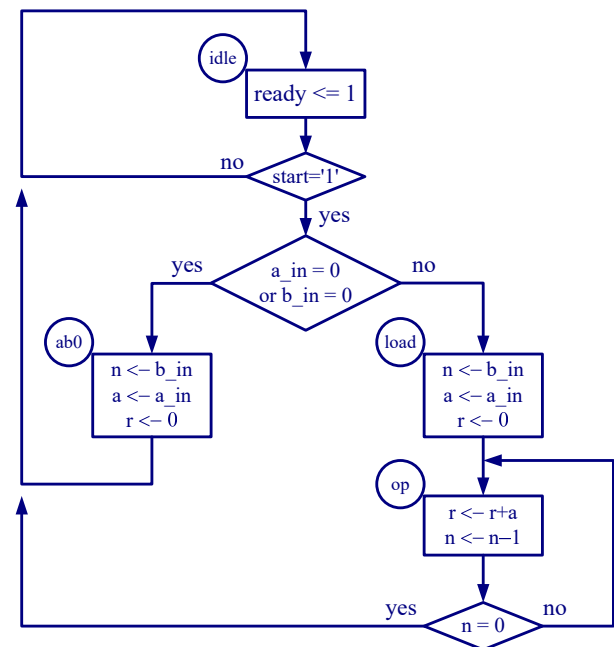 idle
ready <= 1
no
start='1'
yes
yes
a_in = 0
or b_in = 0
no
ab0
n <– b_in
a <– a_in
r <– 0
load
n <– b_in
a <– a_in
r <– 0
op
r <– r+a
n <– n–1
yes
n = 0
no